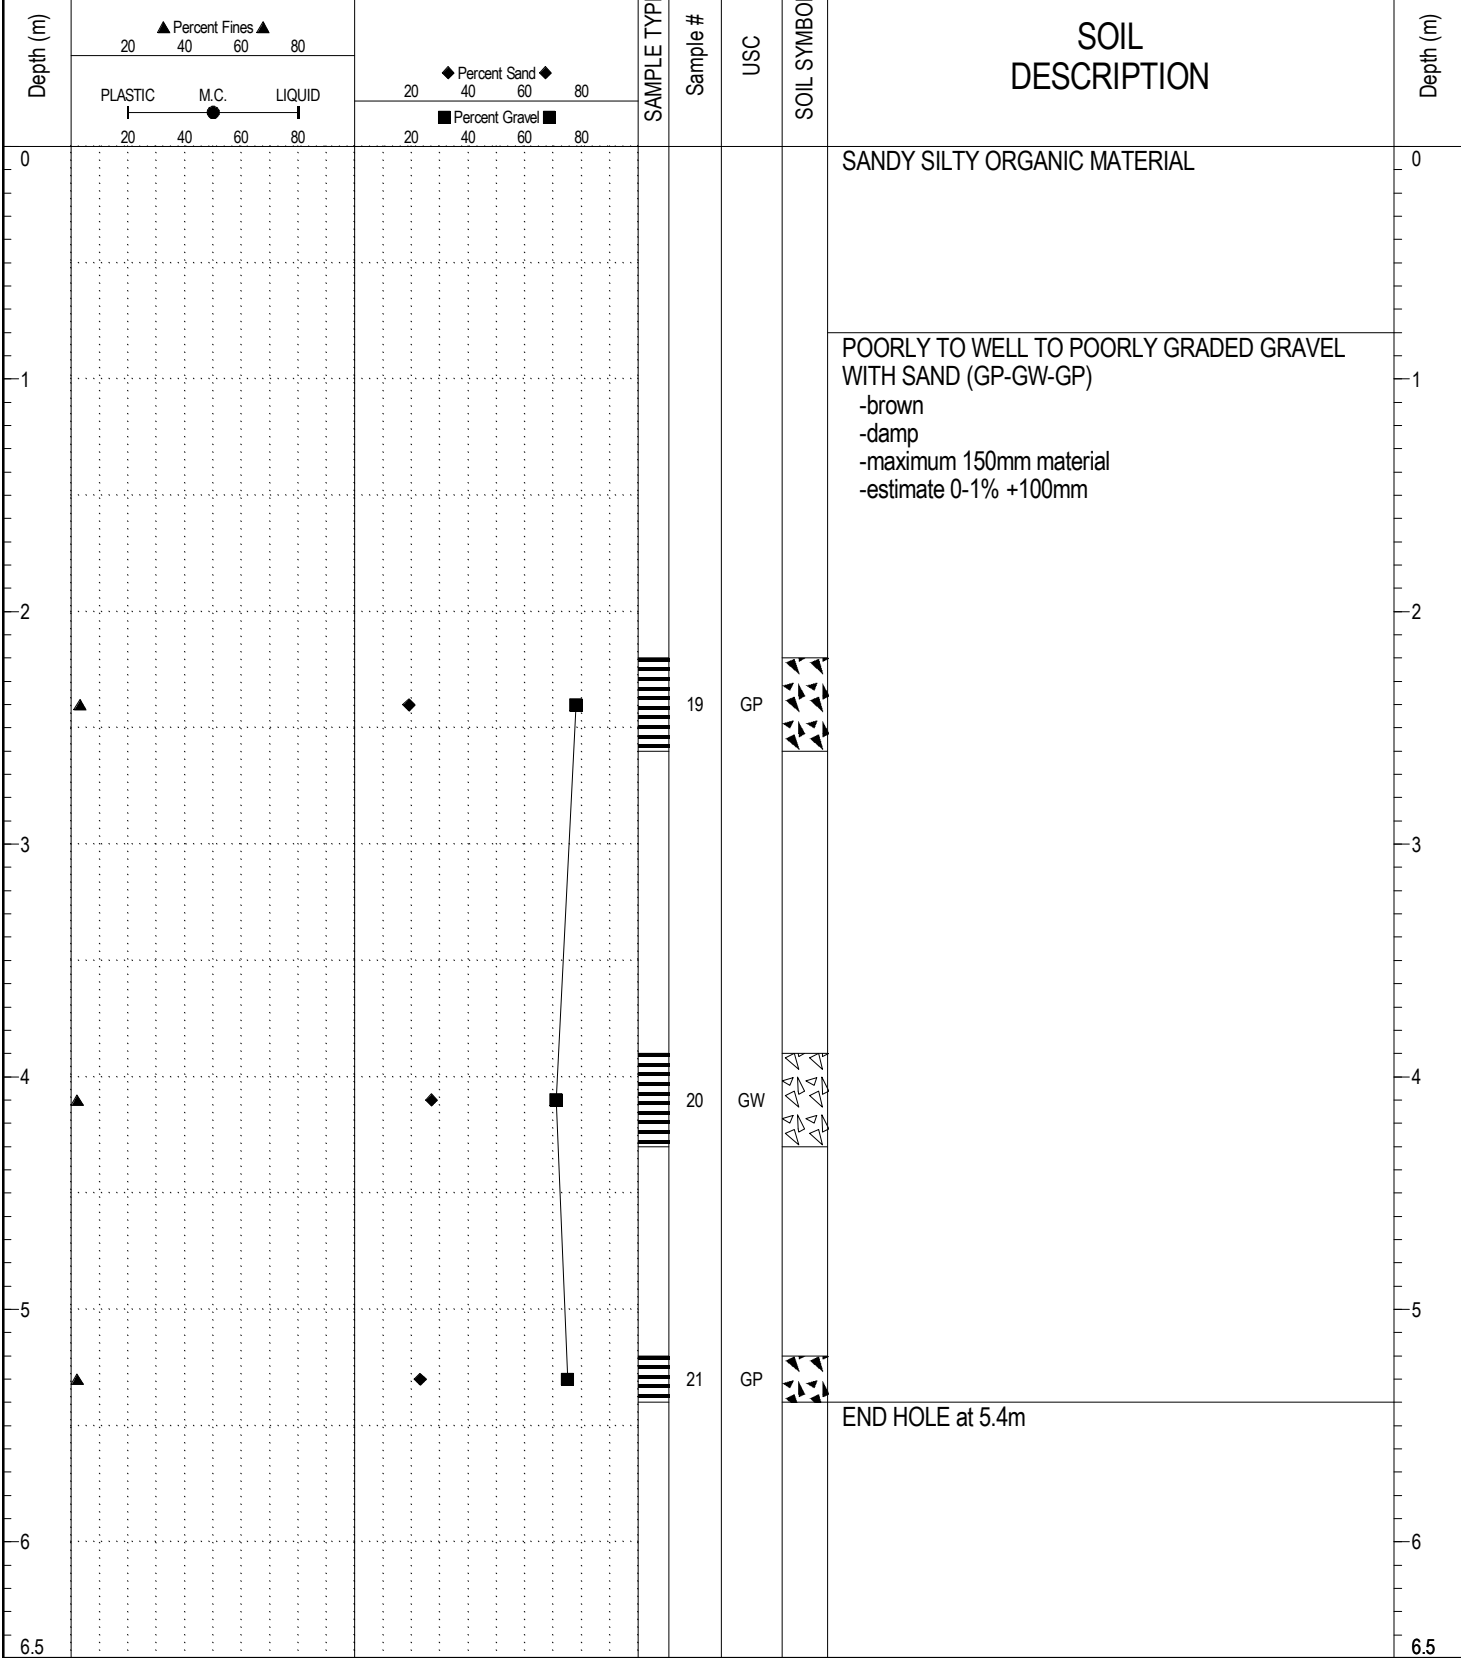 Depth (m)
▲ Percent Fines ▲
20 40 60 80
PLASTIC M.C. LIQUID
20 40 60 80
◆ Percent Sand ◆
20 40 60 80
■ Percent Gravel ■
20 40 60 80
SAMPLE TYPE
Sample #
USC
SOIL SYMBOL
SOIL
DESCRIPTION
Depth (m)
0 SANDY SILTY ORGANIC MATERIAL 0
POORLY TO WELL TO POORLY GRADED GRAVEL
1 WITH SAND (GP-GW-GP) 1
-brown
-damp
-maximum 150mm material
-estimate 0-1% +100mm
2 2
19 GP
3 3
4 4
20 GW
5 5
21 GP
END HOLE at 5.4m
6 6
6.5 6.5